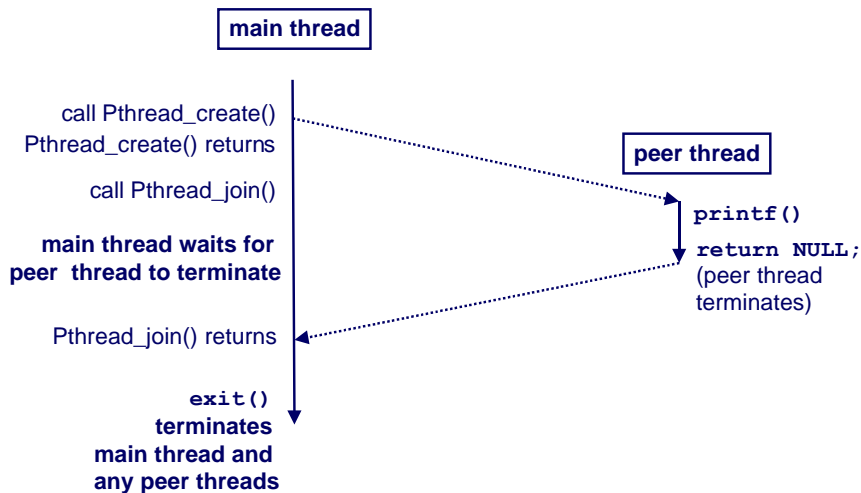 main thread
call Pthread_create()
Pthread_create() returns
peer thread
call Pthread_join()
printf()
main thread waits for
peer thread to terminate
return NULL;
(peer thread
terminates)
Pthread_join() returns
exit()
terminates
main thread and
any peer threads